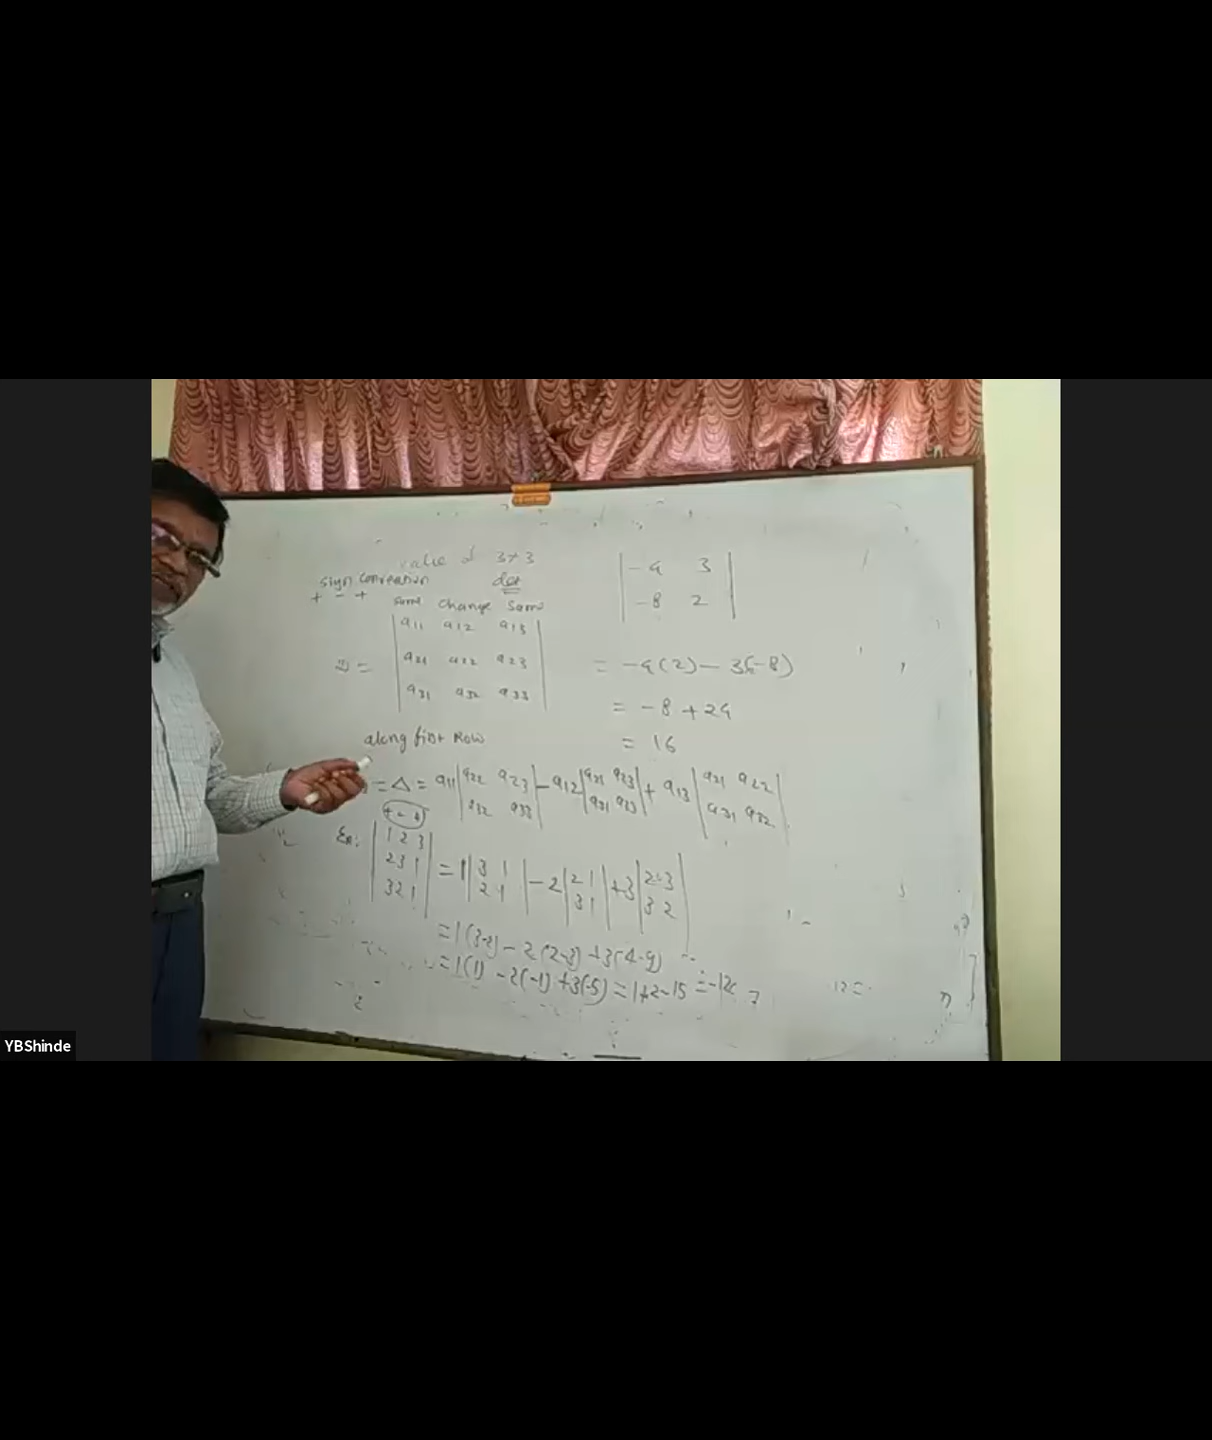 value of 3×3
sign convention det
+ − +
same change same
a11 a12 a13
D = a21 a22 a23
a31 a32 a33
along first Row
= Δ = a11 |a22 a23| − a12 |a21 a23| + a13 |a21 a22|
a32 a33 a31 a33 a31 a32
+ − +
Ex: |1 2 3|
2 3 1 = 1 |3 1| − 2 |2 1| + 3 |2 3|
3 2 1 2 1 3 1 3 2
= 1(3-2) − 2(2-3) + 3(4-9)
= 1(1) − 2(-1) + 3(-5) = 1+2−15 = −12
|−4 3|
|−8 2|
= −4(2) − 3(−8)
= −8 + 24
= 16
YBShinde